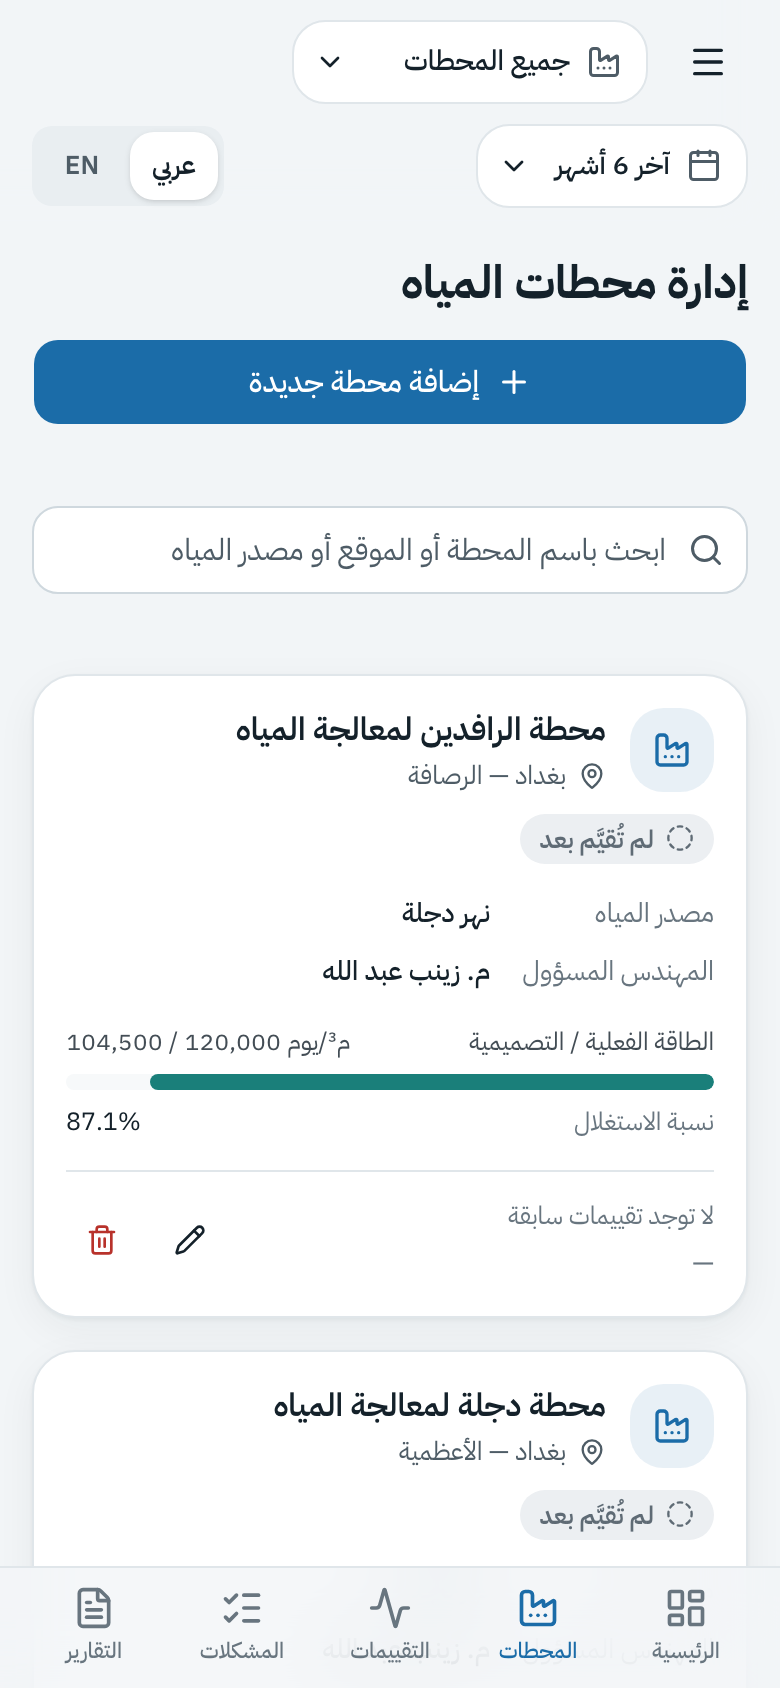 جميع المحطات
آخر 6 أشهر
عربي EN
إدارة محطات المياه
إضافة محطة جديدة
ابحث باسم المحطة أو الموقع أو مصدر المياه
محطة الرافدين لمعالجة المياه
بغداد — الرصافة
لم تُقيَّم بعد
مصدر المياه نهر دجلة
المهندس المسؤول م. زينب عبد الله
الطاقة الفعلية / التصميمية 104,500 / 120,000 م³/يوم
نسبة الاستغلال 87.1%
لا توجد تقييمات سابقة
—
محطة دجلة لمعالجة المياه
بغداد — الأعظمية
لم تُقيَّم بعد
الرئيسية المحطات التقييمات المشكلات التقارير